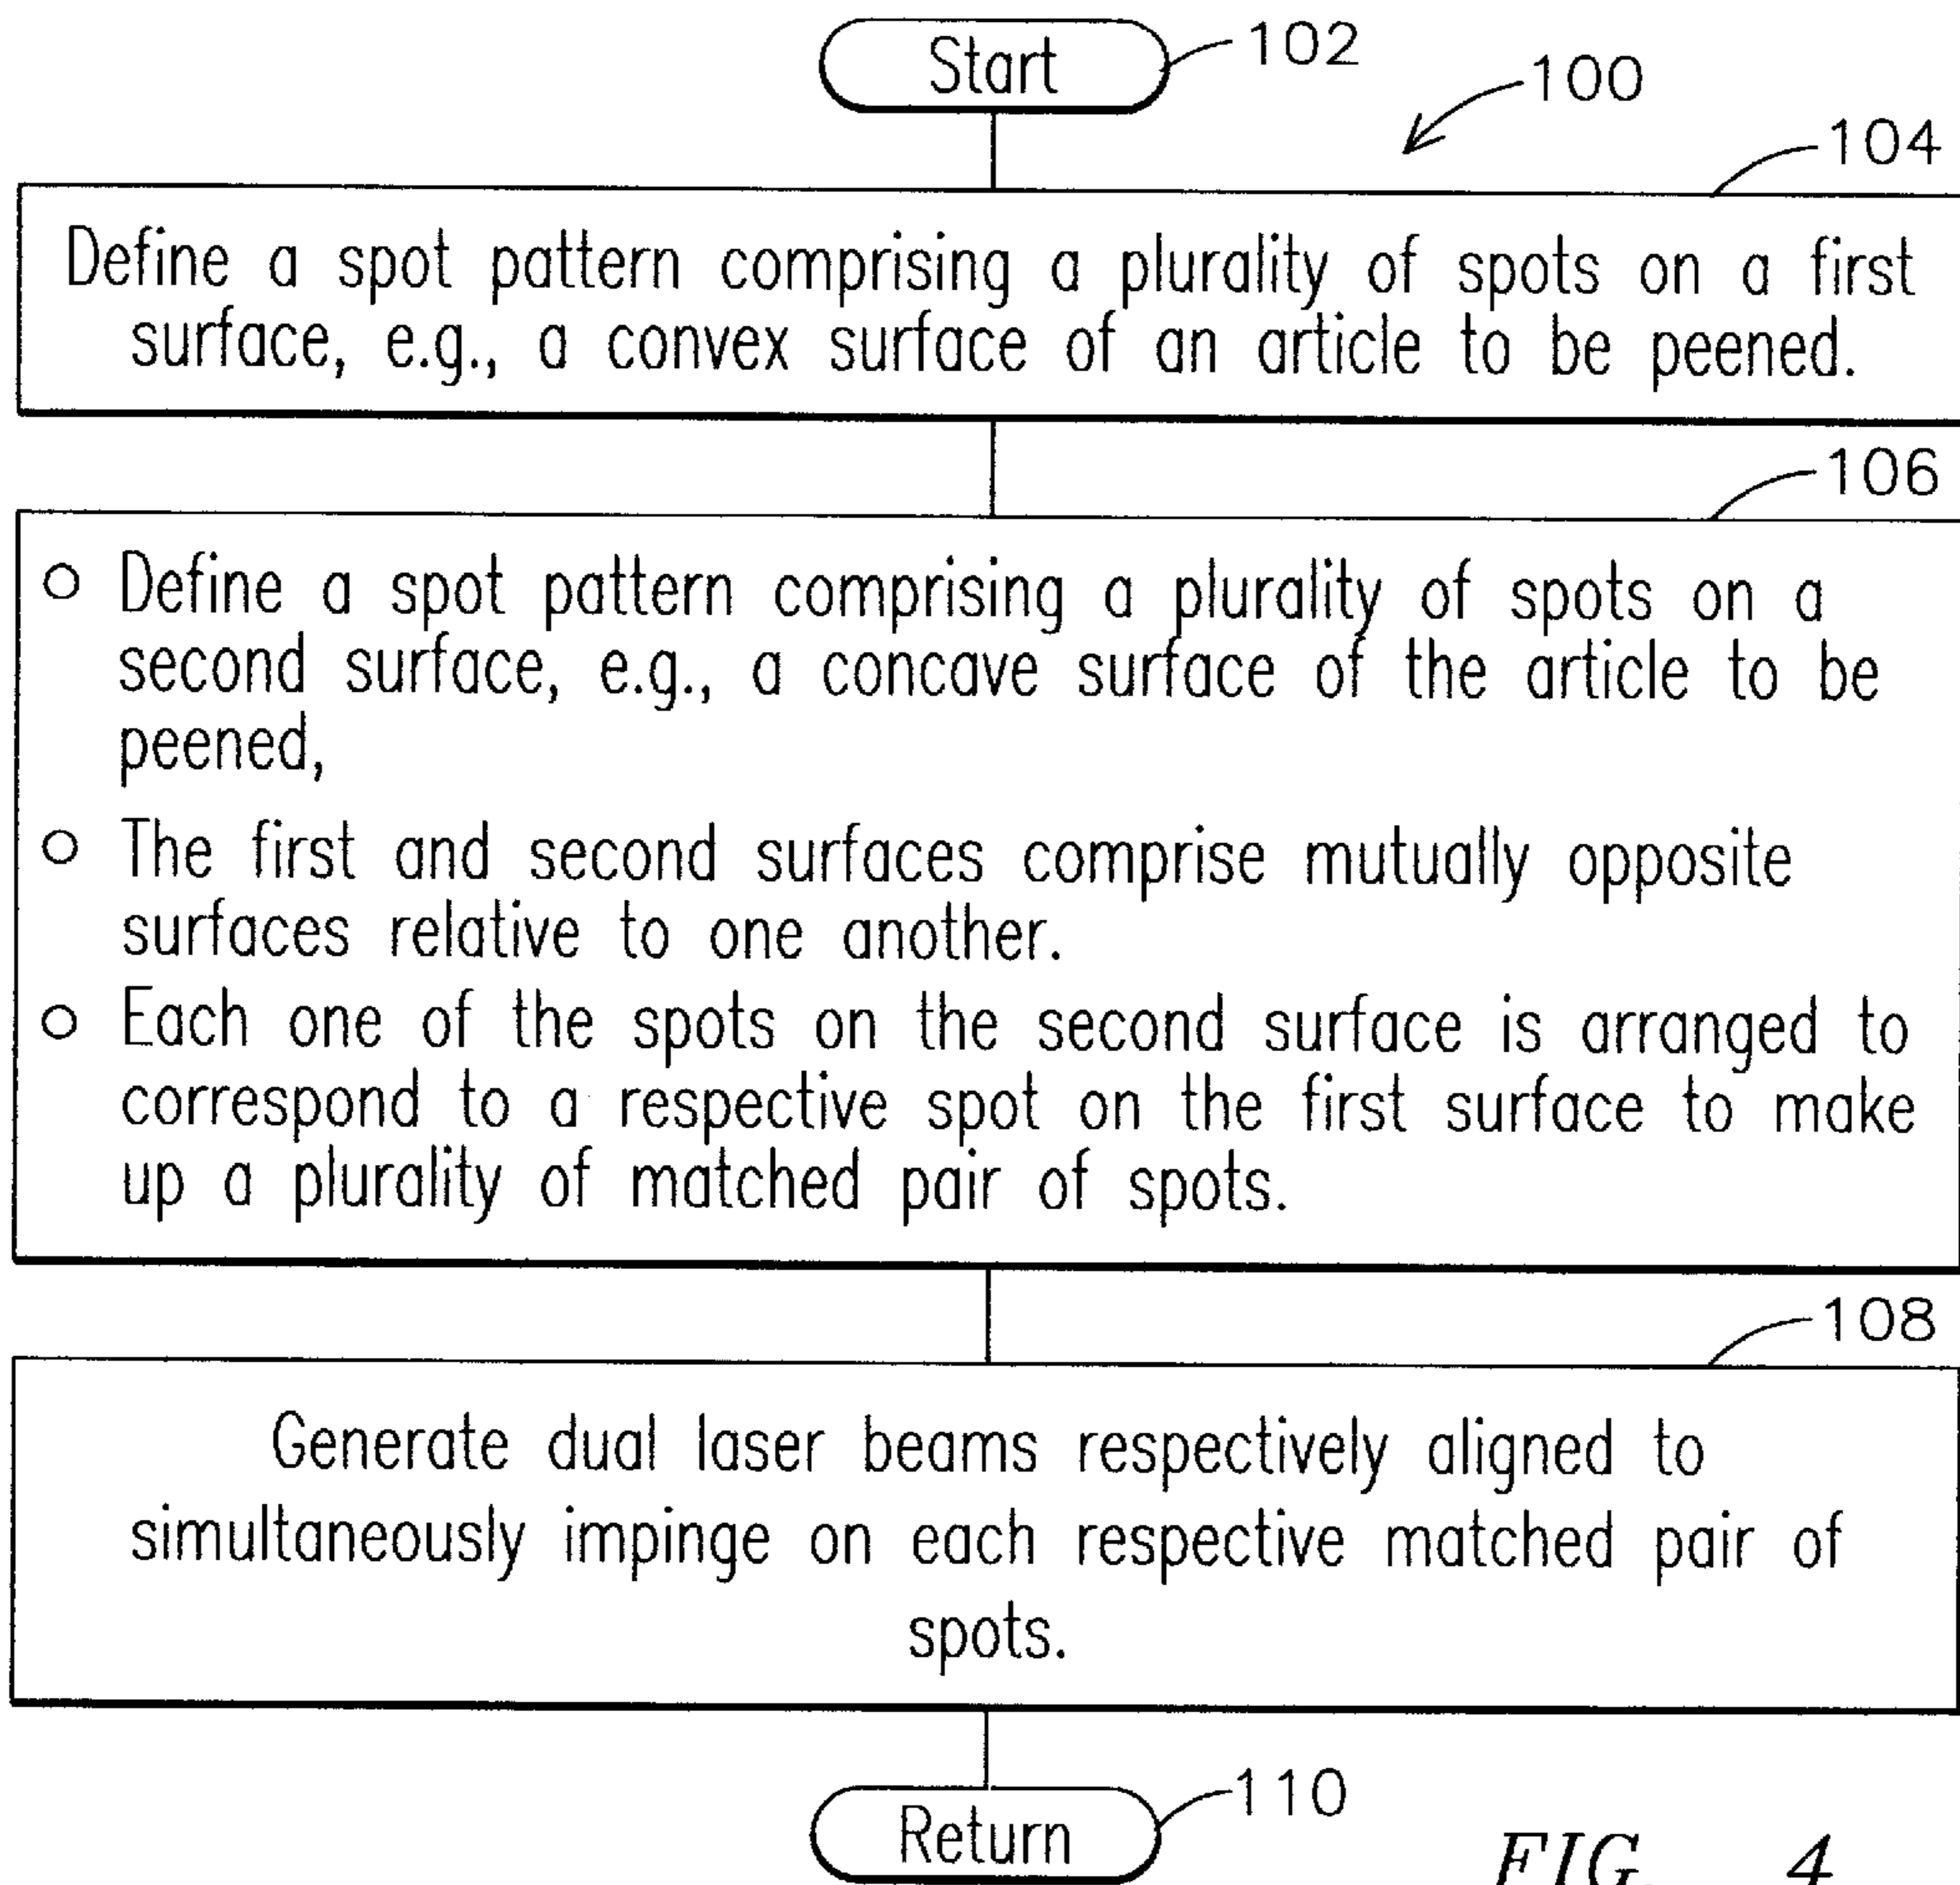 Start
102
100
104
Define a spot pattern comprising a plurality of spots on a first
surface, e.g., a convex surface of an article to be peened.
106
Define a spot pattern comprising a plurality of spots on a
second surface, e.g., a concave surface of the article to be
peened,
The first and second surfaces comprise mutually opposite
surfaces relative to one another.
Each one of the spots on the second surface is arranged to
correspond to a respective spot on the first surface to make
up a plurality of matched pair of spots.
108
Generate dual laser beams respectively aligned to
simultaneously impinge on each respective matched pair of
spots.
Return
110
FIG. 4